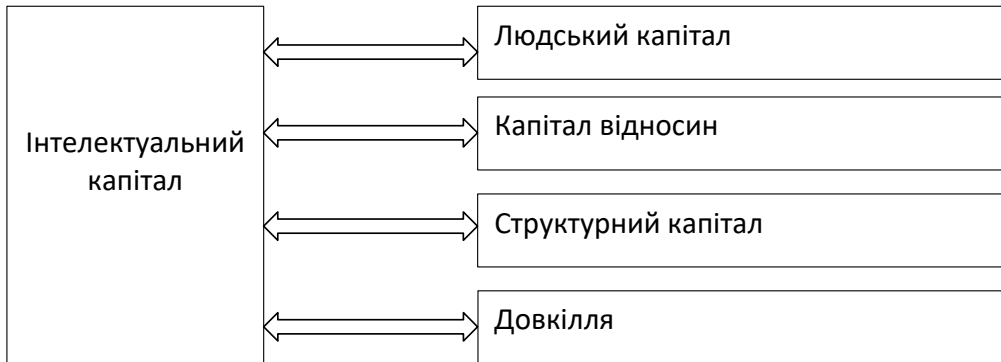 Людський капітал
Капітал відносин
Інтелектуальний
капітал
Структурний капітал
Довкілля